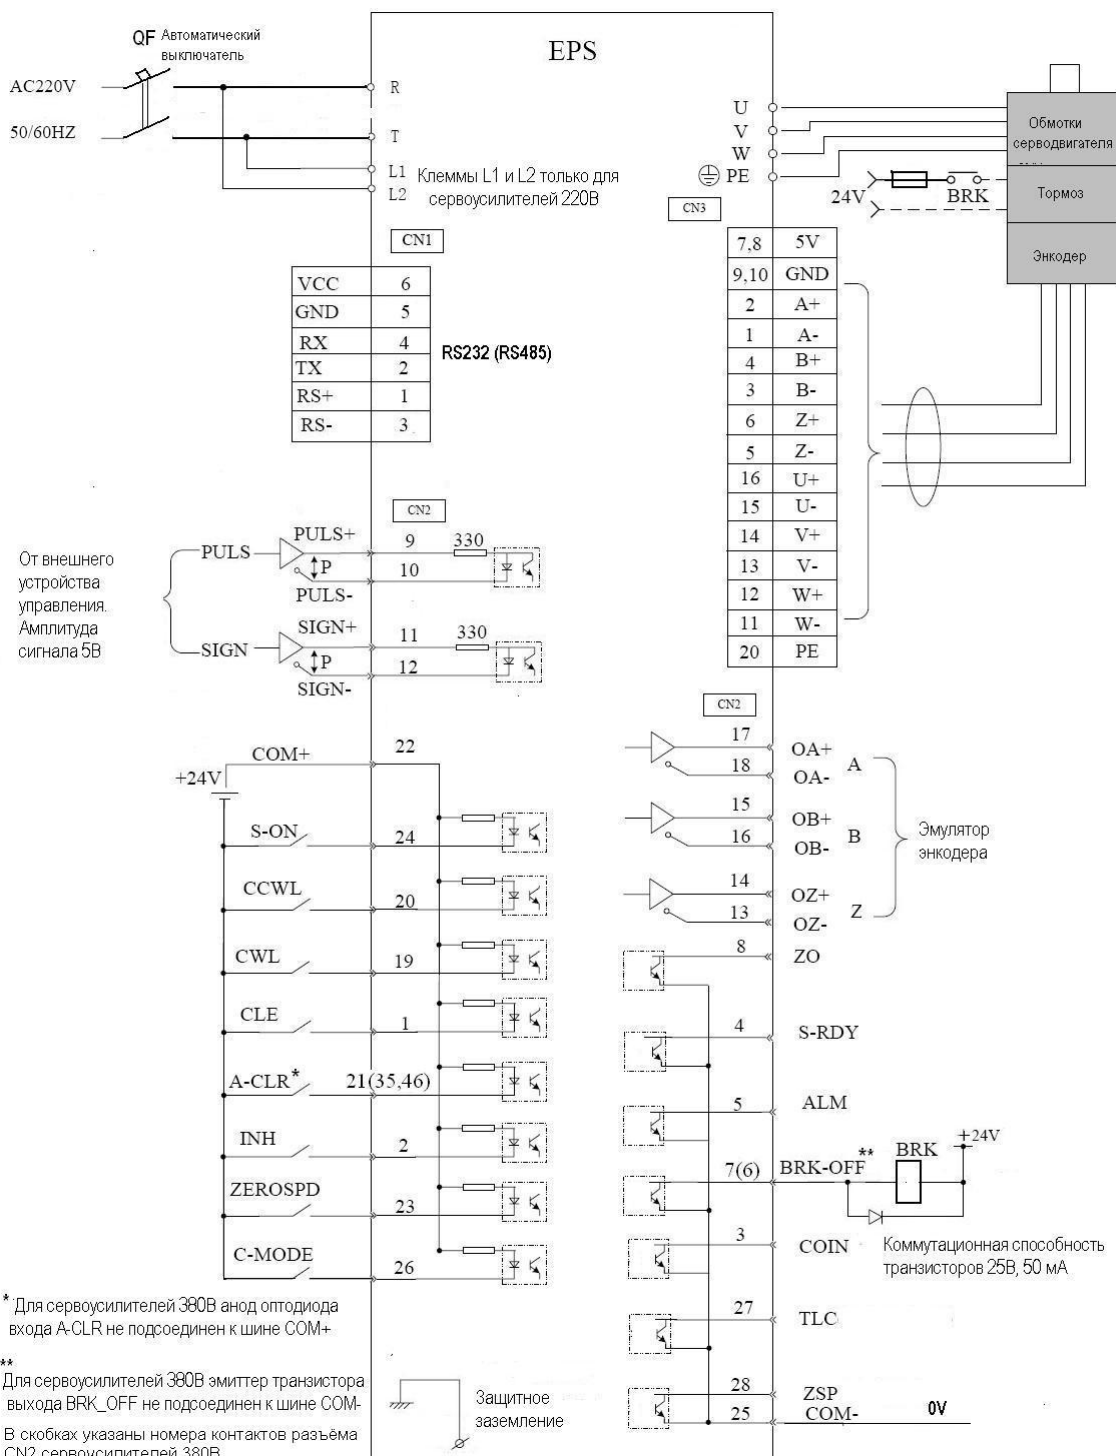 QF Автоматический
выключатель
EPS
AC220V
50/60HZ
R
T
L1
L2
Клеммы L1 и L2 только для
сервоусилителей 220В
U
V
W
PE
24V
BRK
Обмотки
серводвигателя
Тормоз
Энкодер
CN1
VCC 6
GND 5
RX 4
TX 2
RS+ 1
RS- 3
RS232 (RS485)
CN3
7,8 5V
9,10 GND
2 A+
1 A-
4 B+
3 B-
6 Z+
5 Z-
16 U+
15 U-
14 V+
13 V-
12 W+
11 W-
20 PE
CN2
От внешнего
устройства
управления.
Амплитуда
сигнала 5В
PULS
PULS+ 9 330
P 10
PULS-
SIGN
SIGN+ 11 330
P 12
SIGN-
COM+ 22
+24V
S-ON 24
CCWL 20
CWL 19
CLE 1
A-CLR* 21(35,46)
INH 2
ZEROSPD 23
C-MODE 26
CN2
17 OA+
18 OA- A
15 OB+
16 OB- B
14 OZ+
13 OZ- Z
Эмулятор
энкодера
8 ZO
4 S-RDY
5 ALM
7(6) BRK-OFF **
BRK
+24V
3 COIN
Коммутационная способность
транзисторов 25В, 50 мА
27 TLC
28 ZSP
25 COM- 0V
* Для сервоусилителей 380В анод оптодиода
входа A-CLR не подсоединен к шине COM+
**
Для сервоусилителей 380В эмиттер транзистора
выхода BRK_OFF не подсоединен к шине COM-
В скобках указаны номера контактов разъёма
CN2 сервоусилителей 380В
Защитное
заземление